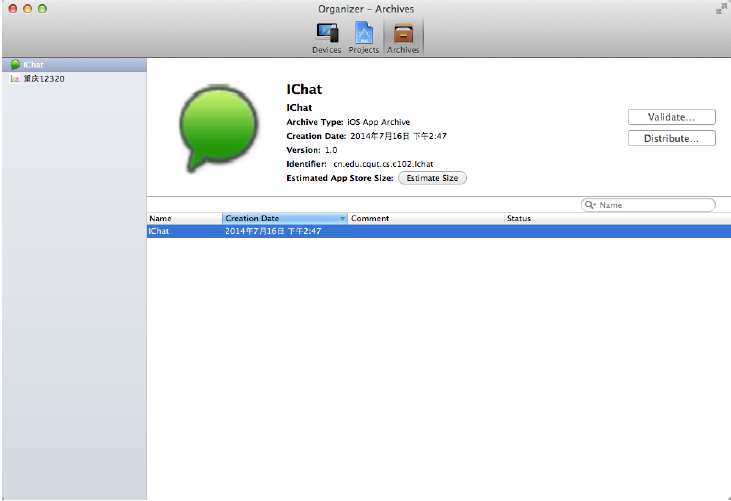 Organizer – Archives
Devices Projects Archives
IChat
重庆12320
IChat
IChat
Archive Type: iOS App Archive
Creation Date: 2014年7月16日 下午2:47
Version: 1.0
Identifier: cn.edu.cqut.cs.c102.Ichat
Estimated App Store Size: Estimate Size
Validate...
Distribute...
Name
Name Creation Date Comment Status
IChat 2014年7月16日 下午2:47